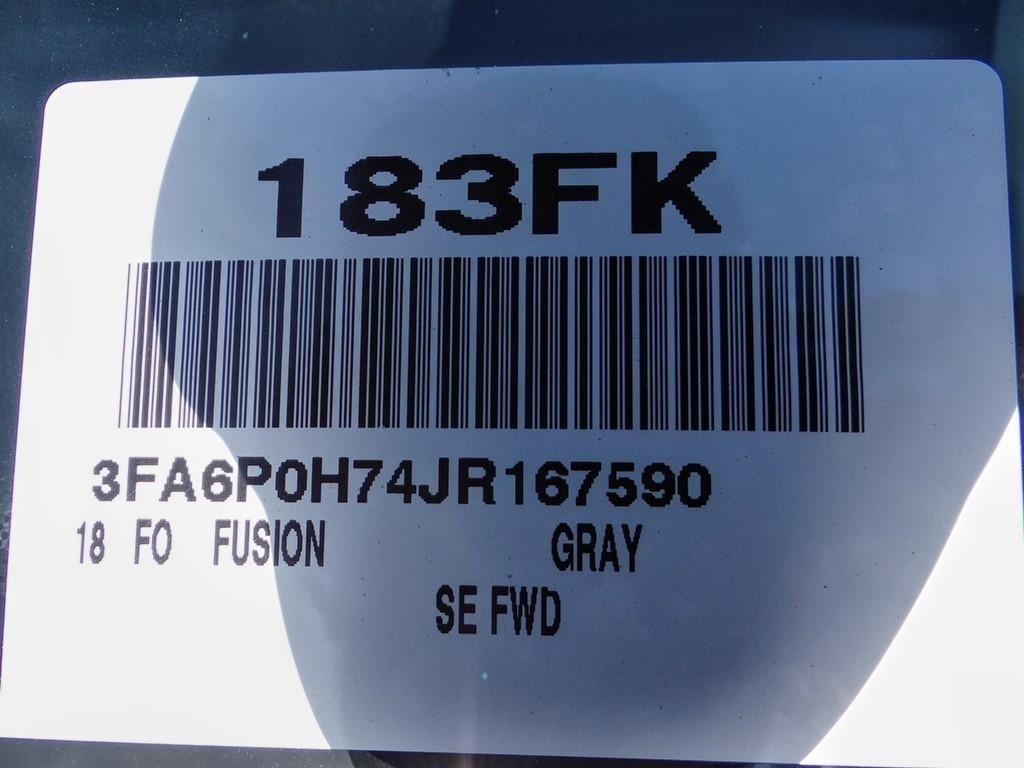 183FK
3FA6P0H74JR167590
18 FO FUSION GRAY
SE FWD